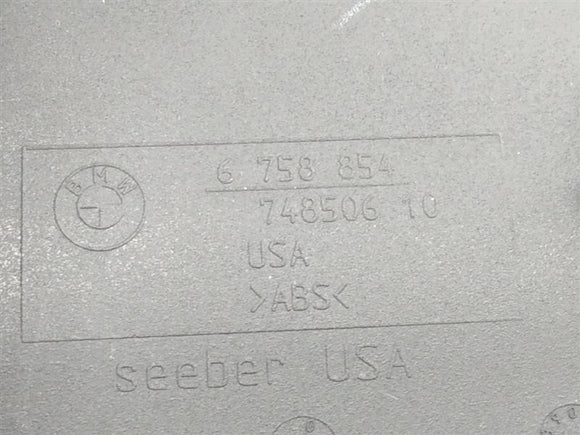 BMW
6 758 854
748506 10
USA
>ABS<
seeber USA